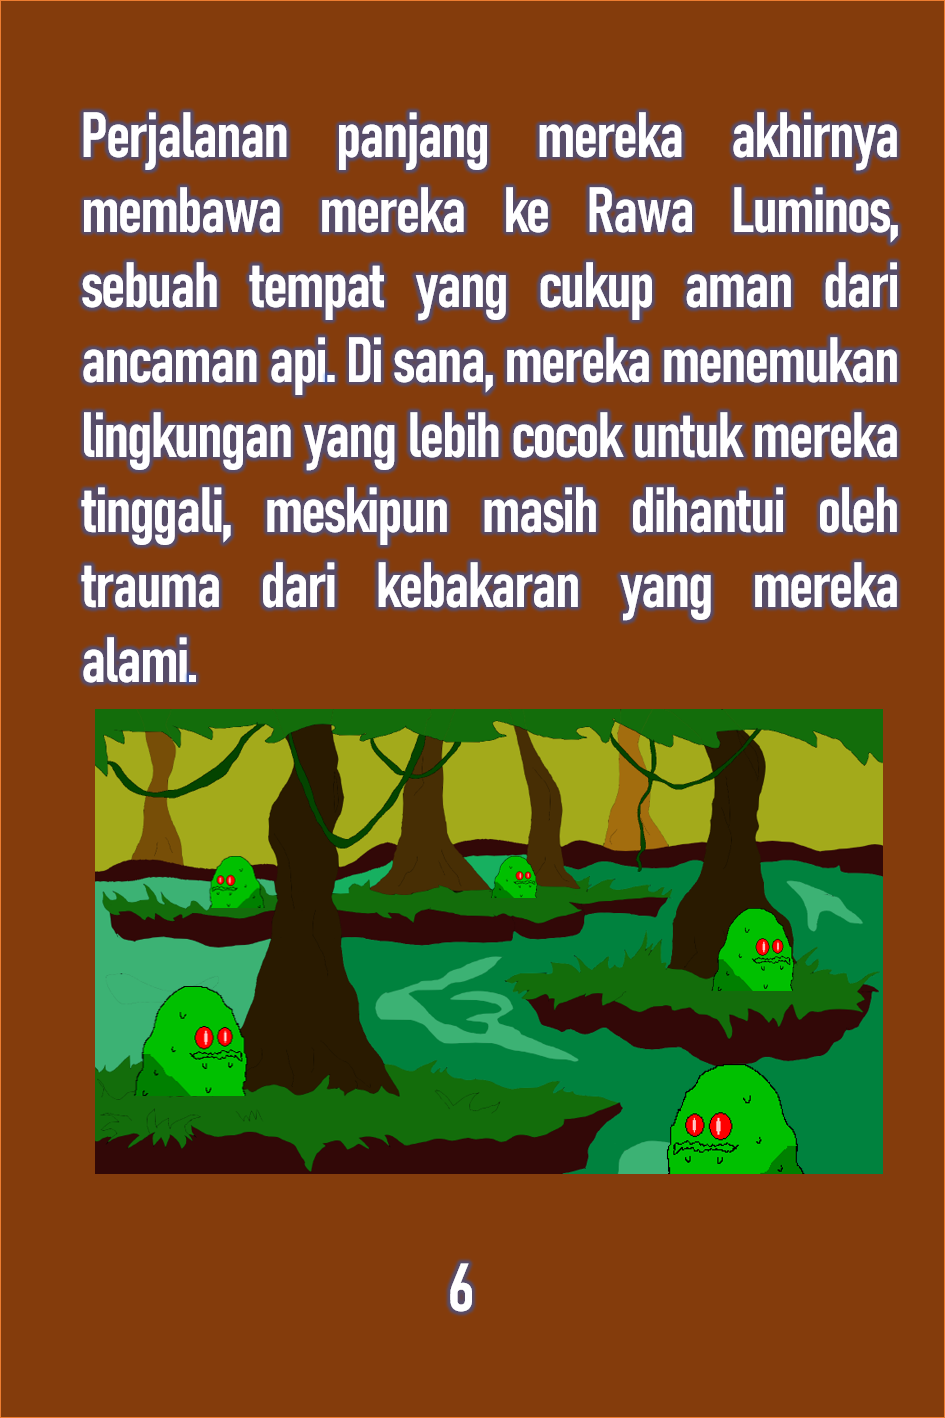 Perjalanan panjang mereka akhirnya
membawa mereka ke Rawa Luminos,
sebuah tempat yang cukup aman dari
ancaman api. Di sana, mereka menemukan
lingkungan yang lebih cocok untuk mereka
tinggali, meskipun masih dihantui oleh
trauma dari kebakaran yang mereka
alami.
6